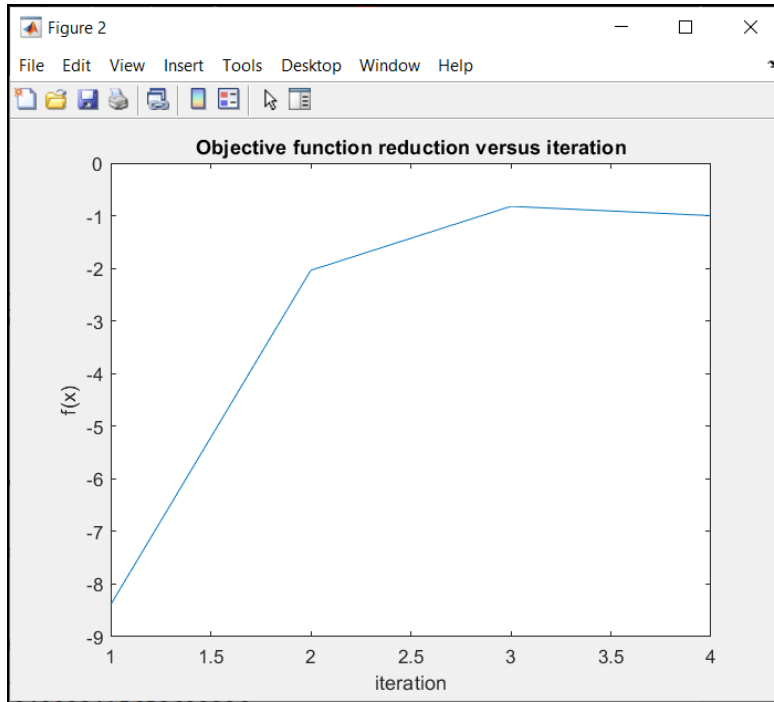 Figure 2
File Edit View Insert Tools Desktop Window Help
Objective function reduction versus iteration
0
-1
-2
-3
-4
-5
-6
-7
-8
-9
f(x)
1 1.5 2 2.5 3 3.5 4
iteration